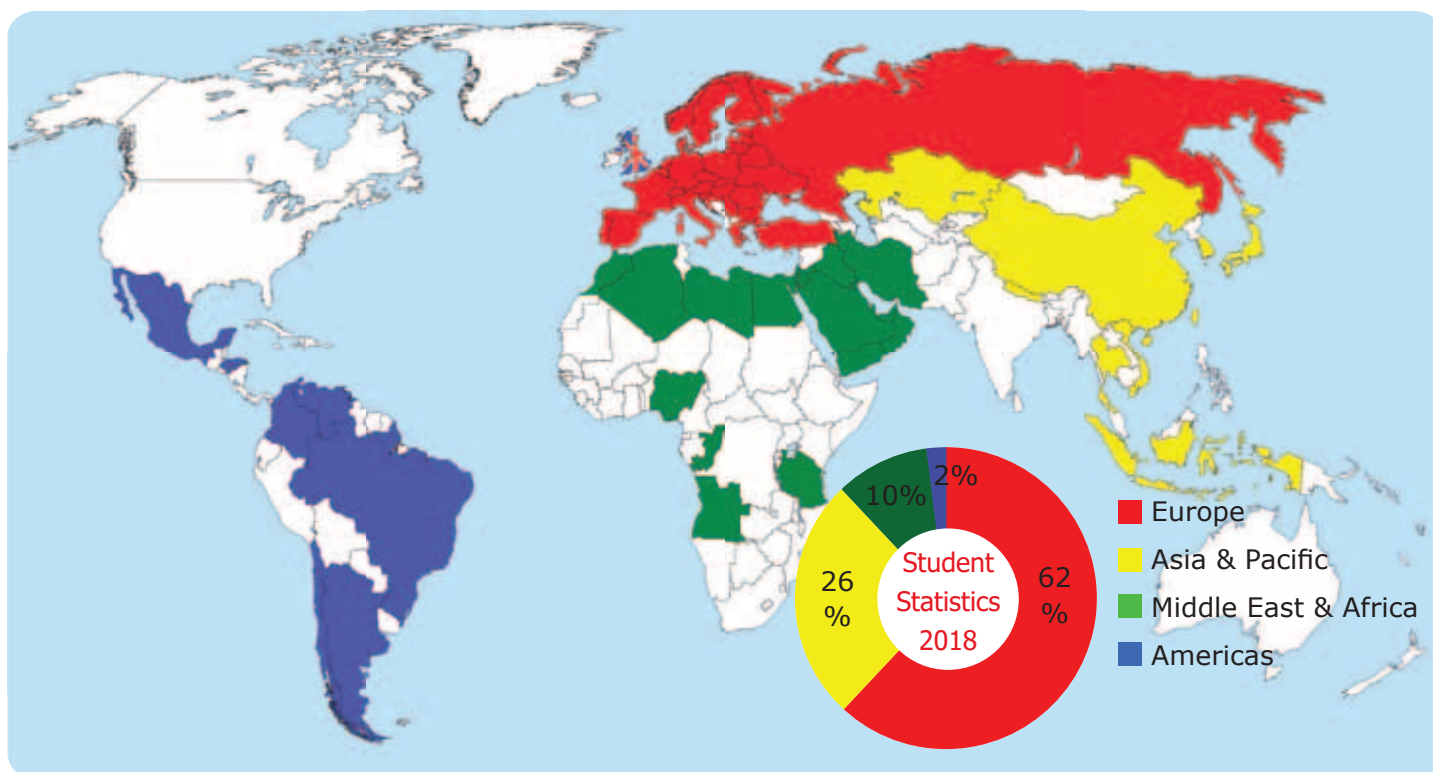 2%
10%
26
%
62
%
Student
Statistics
2018
Europe
Asia & Pacific
Middle East & Africa
Americas